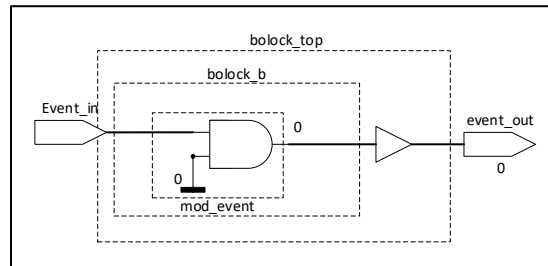 bolock_top
bolock_b
Event_in
0
event_out
0
0
mod_event